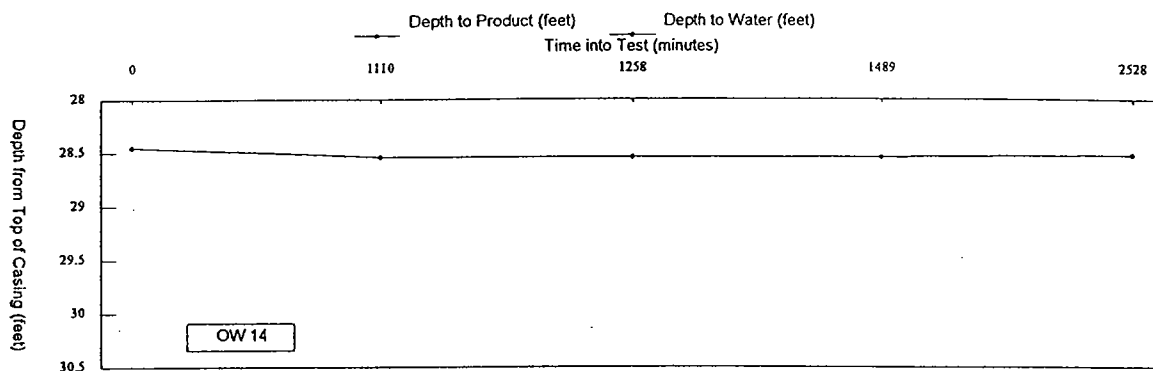 Depth to Product (feet) Depth to Water (feet)
Time into Test (minutes)
0 1110 1258 1489 2528
Depth from Top of Casing (feet)
28
28.5
29
29.5
30
30.5
OW 14